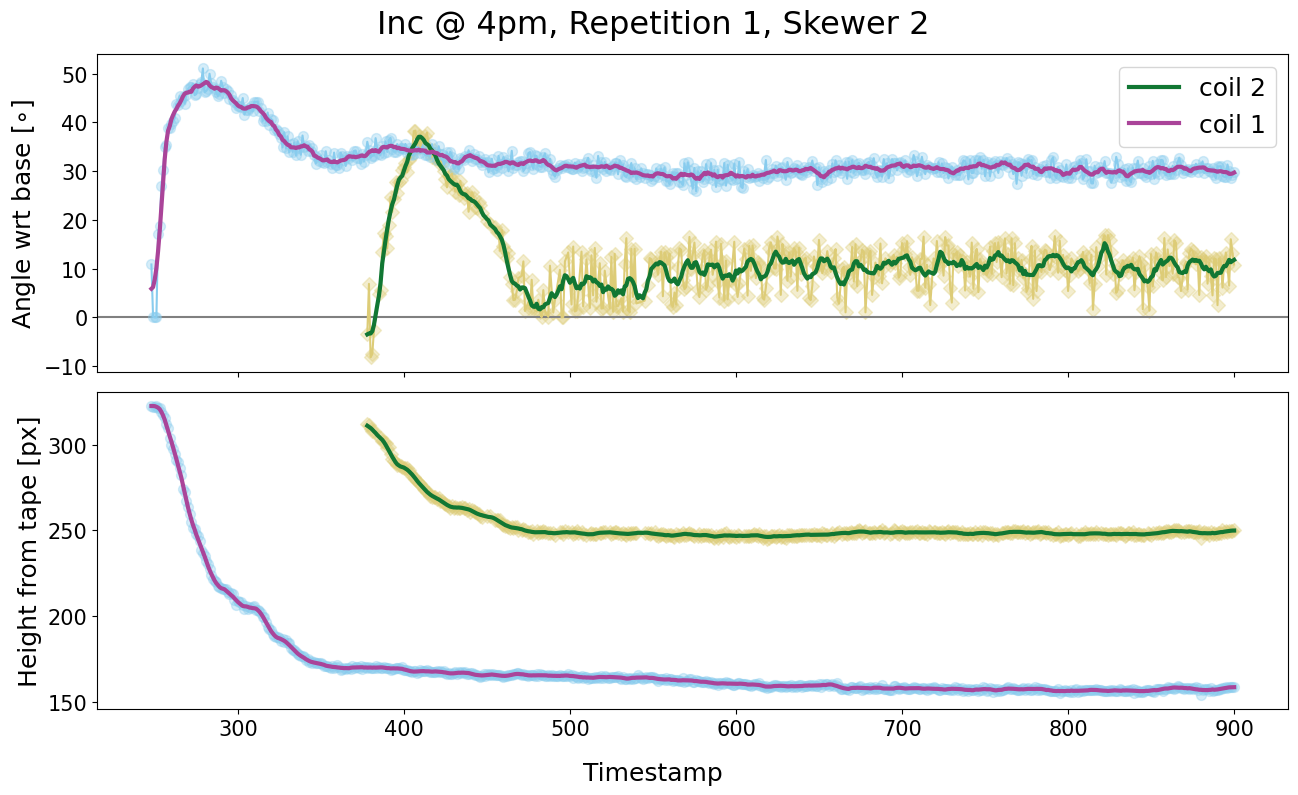 Inc @ 4pm, Repetition 1, Skewer 2
Angle wrt base [∘]
50
40
30
20
10
0
−10
coil 2
coil 1
Height from tape [px]
300
250
200
150
300 400 500 600 700 800 900
Timestamp